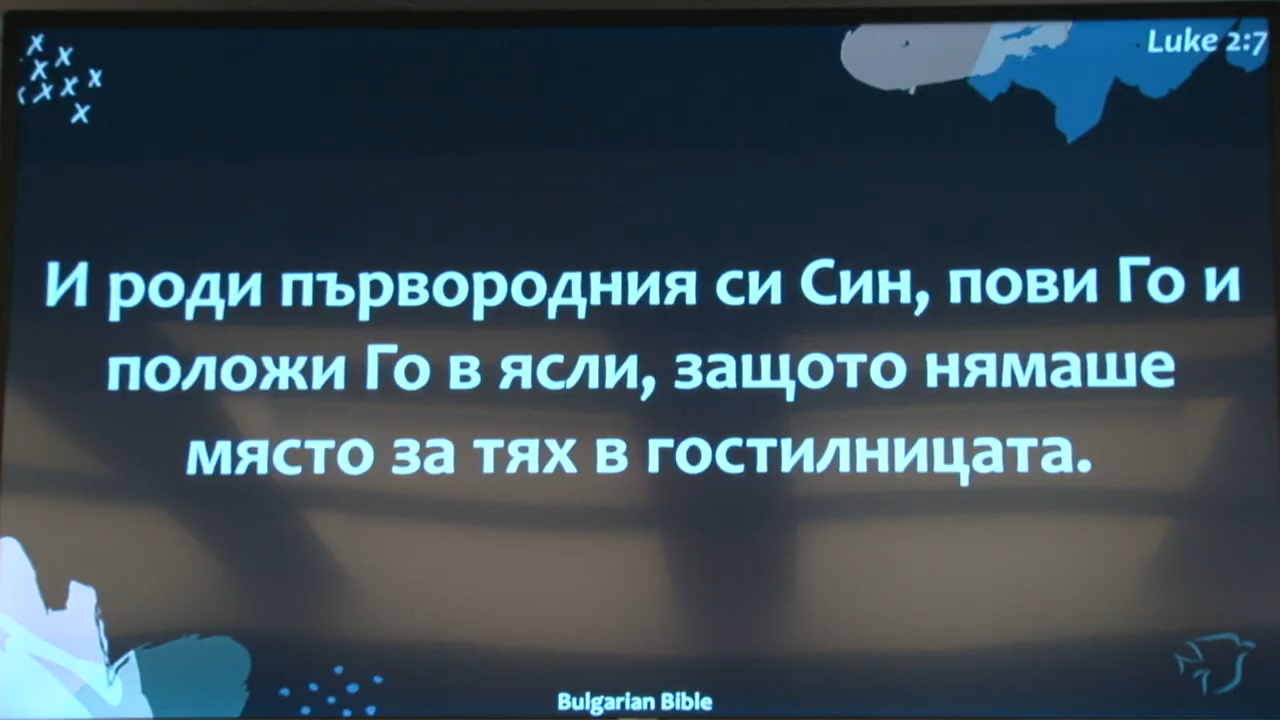 Luke 2:7
И роди първородния си Син, пови Го и
положи Го в ясли, защото нямаше
място за тях в гостилницата.
Bulgarian Bible